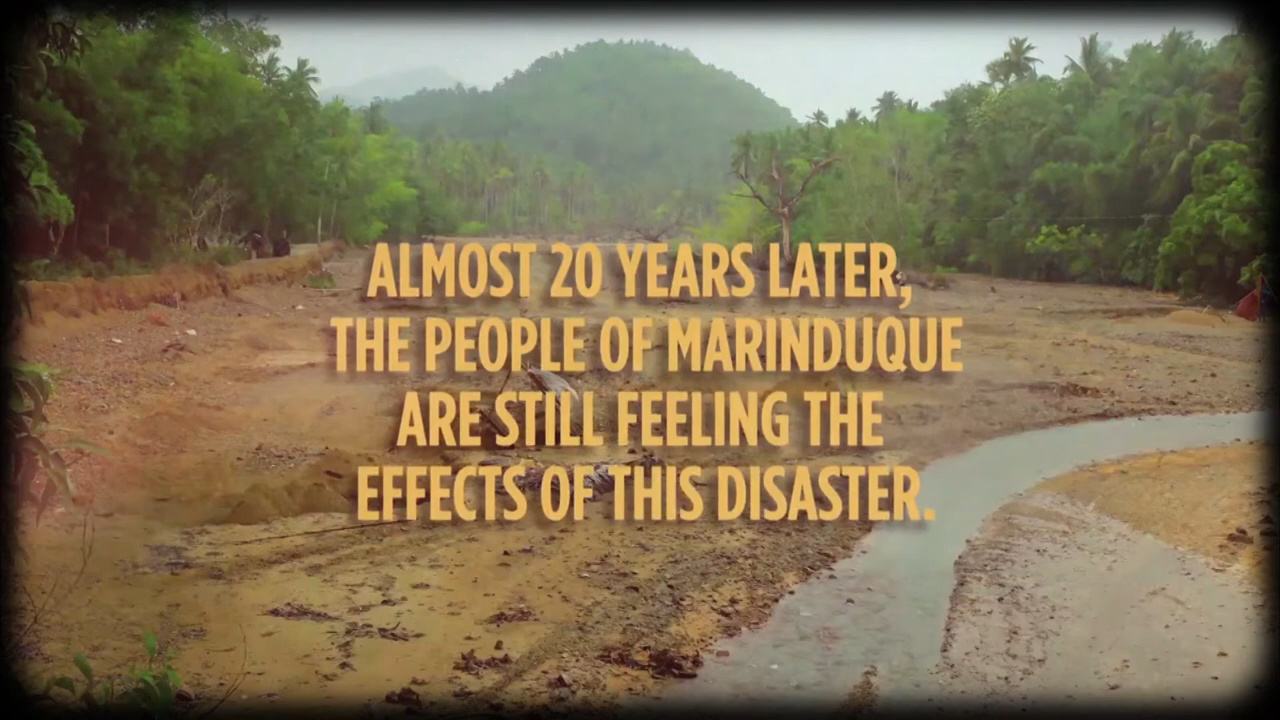 ALMOST 20 YEARS LATER,
THE PEOPLE OF MARINDUQUE
ARE STILL FEELING THE
EFFECTS OF THIS DISASTER.